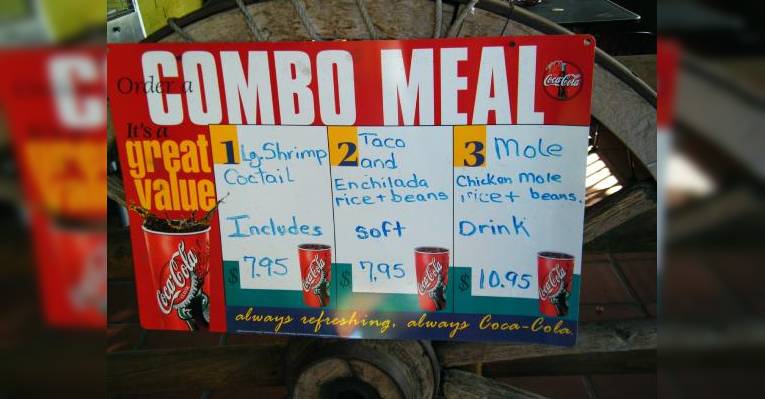 Order a
COMBO MEAL
Coca-Cola
It's a
great
value
1 Lg. Shrimp
Coctail
2 Taco
and
Enchilada
rice + beans
3 Mole
Chicken Mole
rice + beans.
Includes soft Drink
$ 7.95
$ 7.95
$ 10.95
Coca-Cola
Coca-Cola
Coca-Cola
Coca-Cola
always refreshing, always Coca-Cola